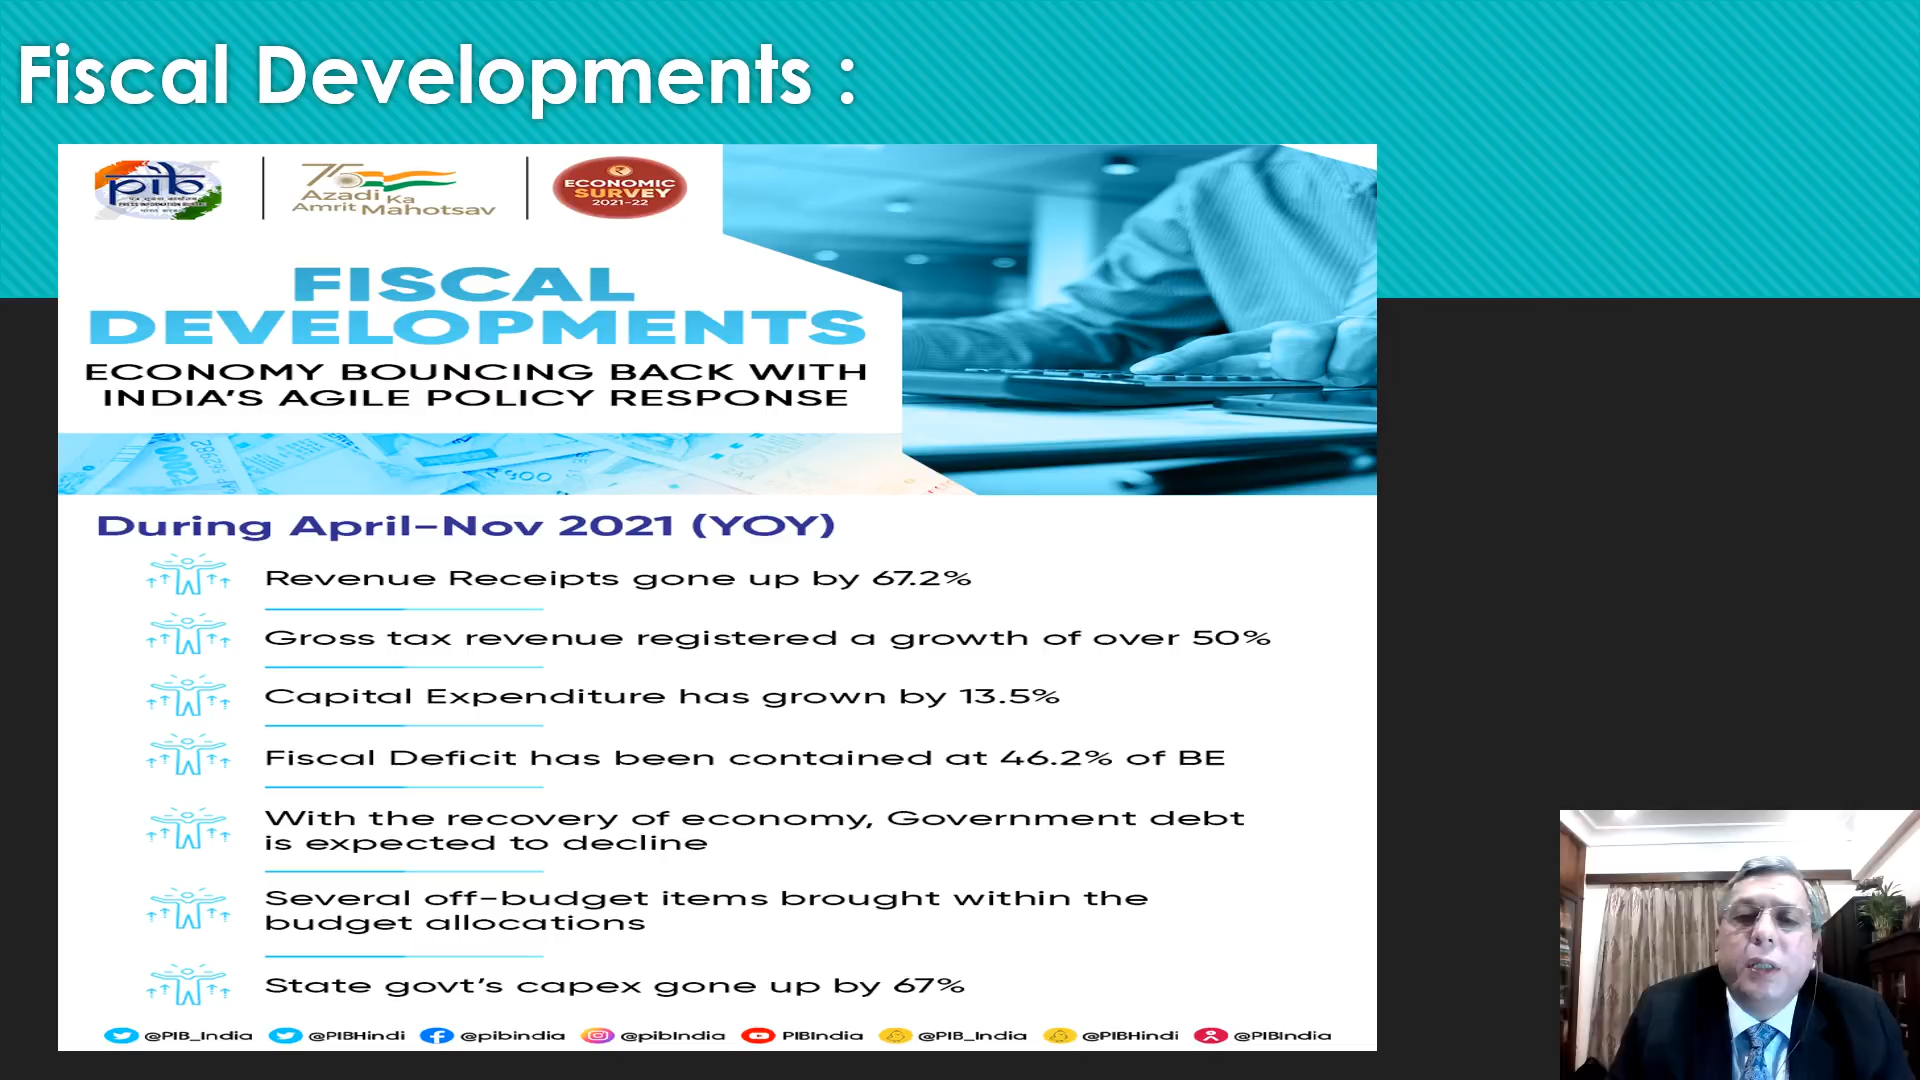 Fiscal Developments :
pib
75
Azadi Ka
Amrit Mahotsav
ECONOMIC
SURVEY
2021-22
FISCAL
DEVELOPMENTS
ECONOMY BOUNCING BACK WITH
INDIA'S AGILE POLICY RESPONSE
During April-Nov 2021 (YOY)
Revenue Receipts gone up by 67.2%
Gross tax revenue registered a growth of over 50%
Capital Expenditure has grown by 13.5%
Fiscal Deficit has been contained at 46.2% of BE
With the recovery of economy, Government debt
is expected to decline
Several off-budget items brought within the
budget allocations
State govt's capex gone up by 67%
@PIB_India @PIBHindi @pibindia @pibIndia PIBIndia @PIB_India @PIBHindi @PIBIndia